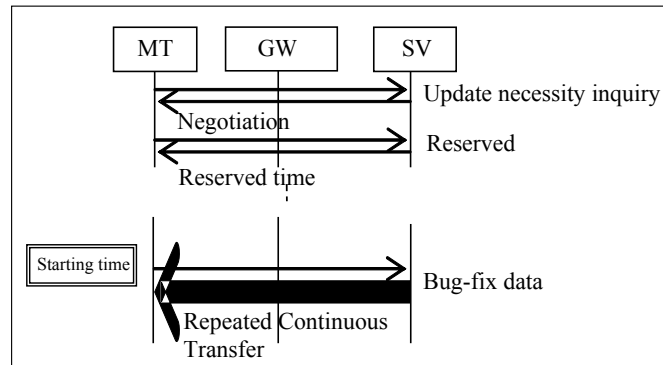 MT
GW
SV
Update necessity inquiry
Negotiation
Reserved
Reserved time
Starting time
Bug-fix data
Repeated Continuous
Transfer